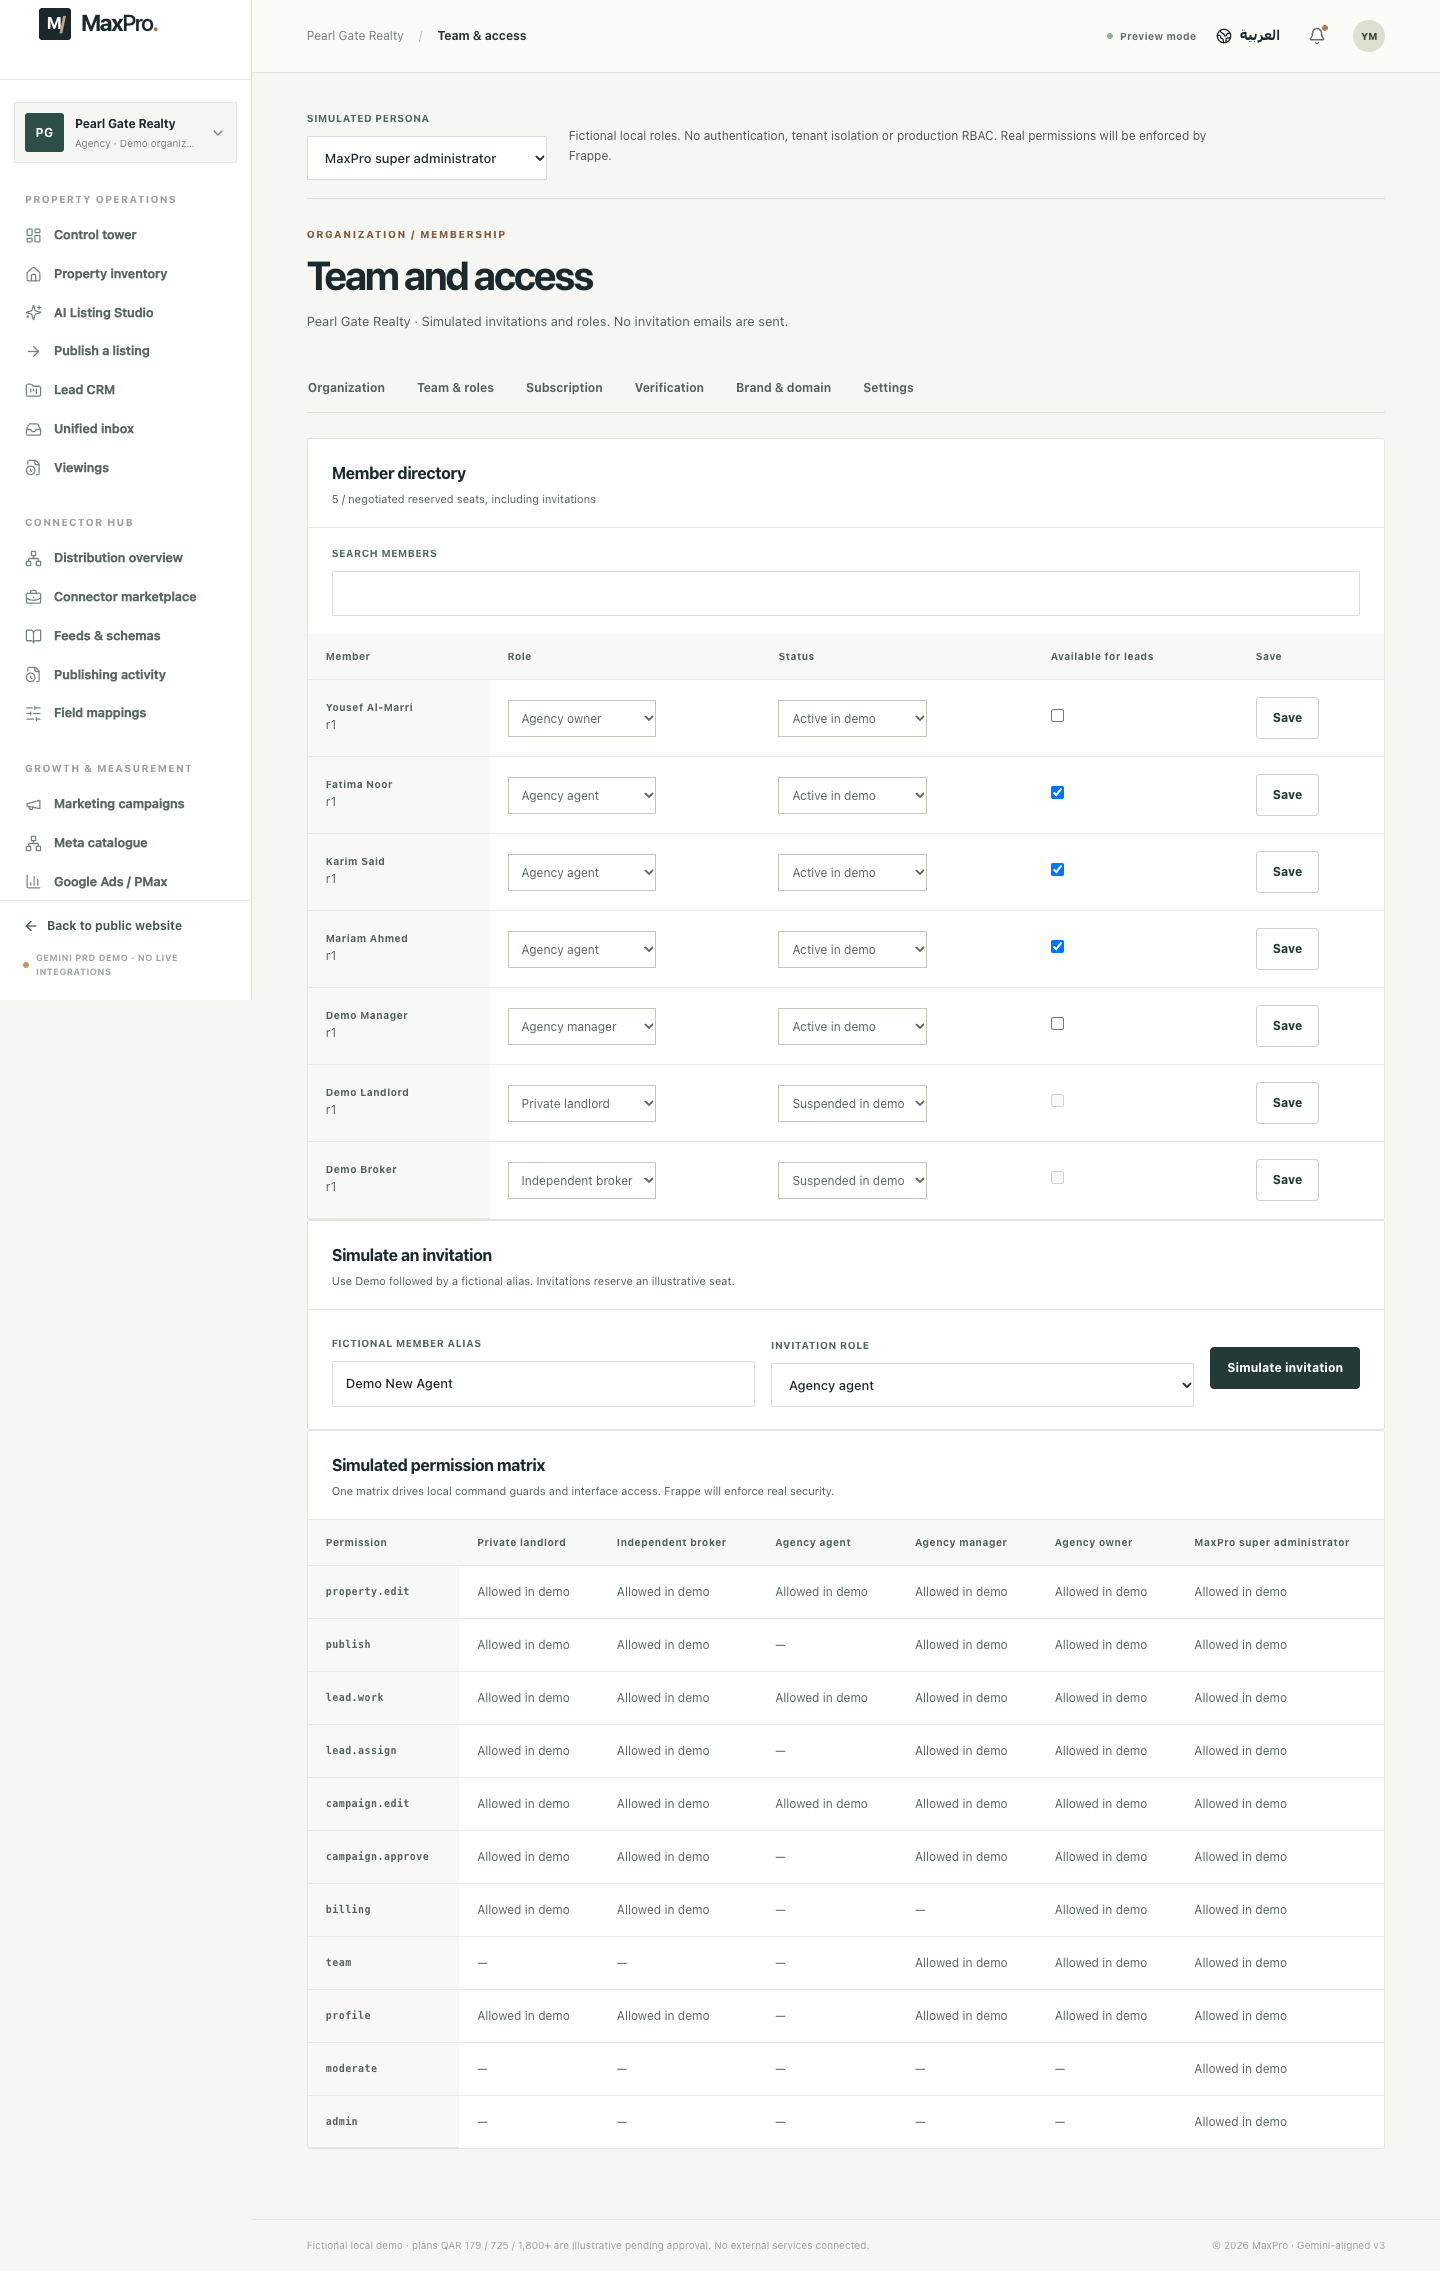 M/ MaxPro.
Pearl Gate Realty / Team & access
Preview mode
العربية
YM
PG
Pearl Gate Realty
Agency · Demo organiz...
PROPERTY OPERATIONS
Control tower
Property inventory
AI Listing Studio
Publish a listing
Lead CRM
Unified inbox
Viewings
CONNECTOR HUB
Distribution overview
Connector marketplace
Feeds & schemas
Publishing activity
Field mappings
GROWTH & MEASUREMENT
Marketing campaigns
Meta catalogue
Google Ads / PMax
Back to public website
GEMINI PRD DEMO · NO LIVE
INTEGRATIONS
SIMULATED PERSONA
MaxPro super administrator
Fictional local roles. No authentication, tenant isolation or production RBAC. Real permissions will be enforced by
Frappe.
ORGANIZATION / MEMBERSHIP
Team and access
Pearl Gate Realty · Simulated invitations and roles. No invitation emails are sent.
Organization Team & roles Subscription Verification Brand & domain Settings
Member directory
5 / negotiated reserved seats, including invitations
SEARCH MEMBERS
Member Role Status Available for leads Save
Yousef Al-Marri
r1
Agency owner Active in demo Save
Fatima Noor
r1
Agency agent Active in demo Save
Karim Said
r1
Agency agent Active in demo Save
Mariam Ahmed
r1
Agency agent Active in demo Save
Demo Manager
r1
Agency manager Active in demo Save
Demo Landlord
r1
Private landlord Suspended in demo Save
Demo Broker
r1
Independent broker Suspended in demo Save
Simulate an invitation
Use Demo followed by a fictional alias. Invitations reserve an illustrative seat.
FICTIONAL MEMBER ALIAS
Demo New Agent
INVITATION ROLE
Agency agent
Simulate invitation
Simulated permission matrix
One matrix drives local command guards and interface access. Frappe will enforce real security.
Permission Private landlord Independent broker Agency agent Agency manager Agency owner MaxPro super administrator
property.edit Allowed in demo Allowed in demo Allowed in demo Allowed in demo Allowed in demo Allowed in demo
publish Allowed in demo Allowed in demo — Allowed in demo Allowed in demo Allowed in demo
lead.work Allowed in demo Allowed in demo Allowed in demo Allowed in demo Allowed in demo Allowed in demo
lead.assign Allowed in demo Allowed in demo — Allowed in demo Allowed in demo Allowed in demo
campaign.edit Allowed in demo Allowed in demo Allowed in demo Allowed in demo Allowed in demo Allowed in demo
campaign.approve Allowed in demo Allowed in demo — Allowed in demo Allowed in demo Allowed in demo
billing Allowed in demo Allowed in demo — — Allowed in demo Allowed in demo
team — — — Allowed in demo Allowed in demo Allowed in demo
profile Allowed in demo Allowed in demo — Allowed in demo Allowed in demo Allowed in demo
moderate — — — — — Allowed in demo
admin — — — — — Allowed in demo
Fictional local demo · plans QAR 179 / 725 / 1,800+ are illustrative pending approval. No external services connected.
© 2026 MaxPro · Gemini-aligned v3